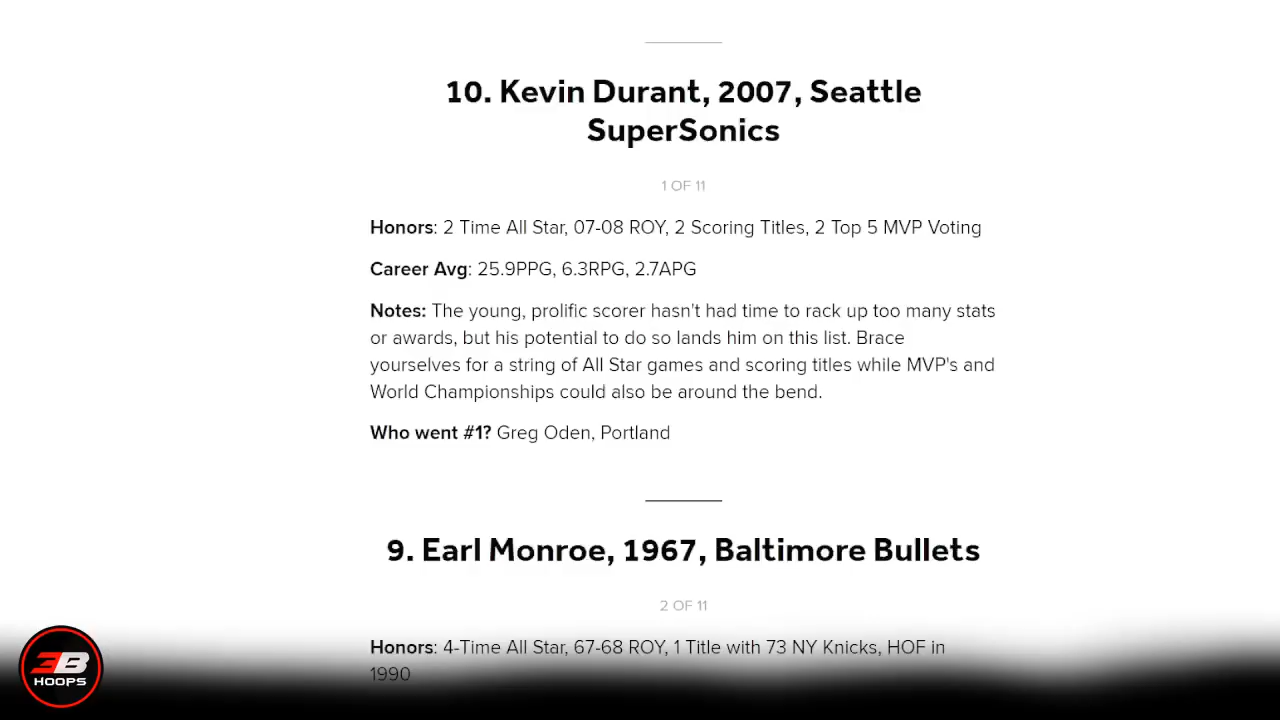 10. Kevin Durant, 2007, Seattle
SuperSonics
1 OF 11
Honors: 2 Time All Star, 07-08 ROY, 2 Scoring Titles, 2 Top 5 MVP Voting
Career Avg: 25.9PPG, 6.3RPG, 2.7APG
Notes: The young, prolific scorer hasn't had time to rack up too many stats
or awards, but his potential to do so lands him on this list. Brace
yourselves for a string of All Star games and scoring titles while MVP's and
World Championships could also be around the bend.
Who went #1? Greg Oden, Portland
9. Earl Monroe, 1967, Baltimore Bullets
2 OF 11
Honors: 4-Time All Star, 67-68 ROY, 1 Title with 73 NY Knicks, HOF in
1990
3B
HOOPS